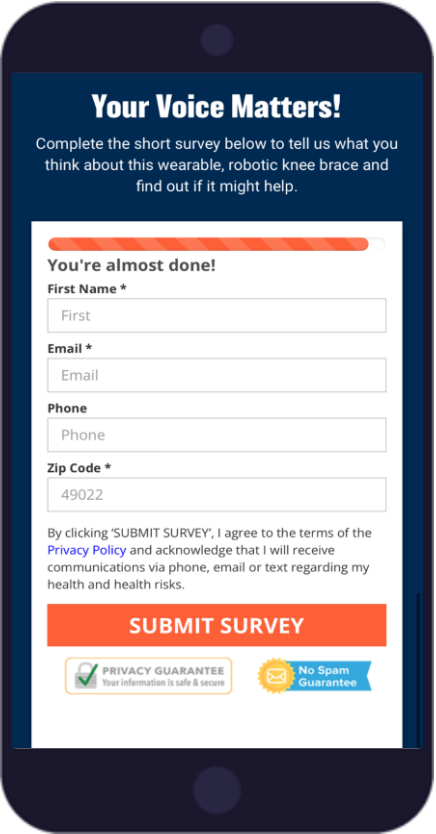 Your Voice Matters!
Complete the short survey below to tell us what you
think about this wearable, robotic knee brace and
find out if it might help.
You're almost done!
First Name *
First
Email *
Email
Phone
Phone
Zip Code *
49022
By clicking ‘SUBMIT SURVEY’, I agree to the terms of the
Privacy Policy and acknowledge that I will receive
communications via phone, email or text regarding my
health and health risks.
SUBMIT SURVEY
PRIVACY GUARANTEE
Your information is safe & secure
No Spam
Guarantee